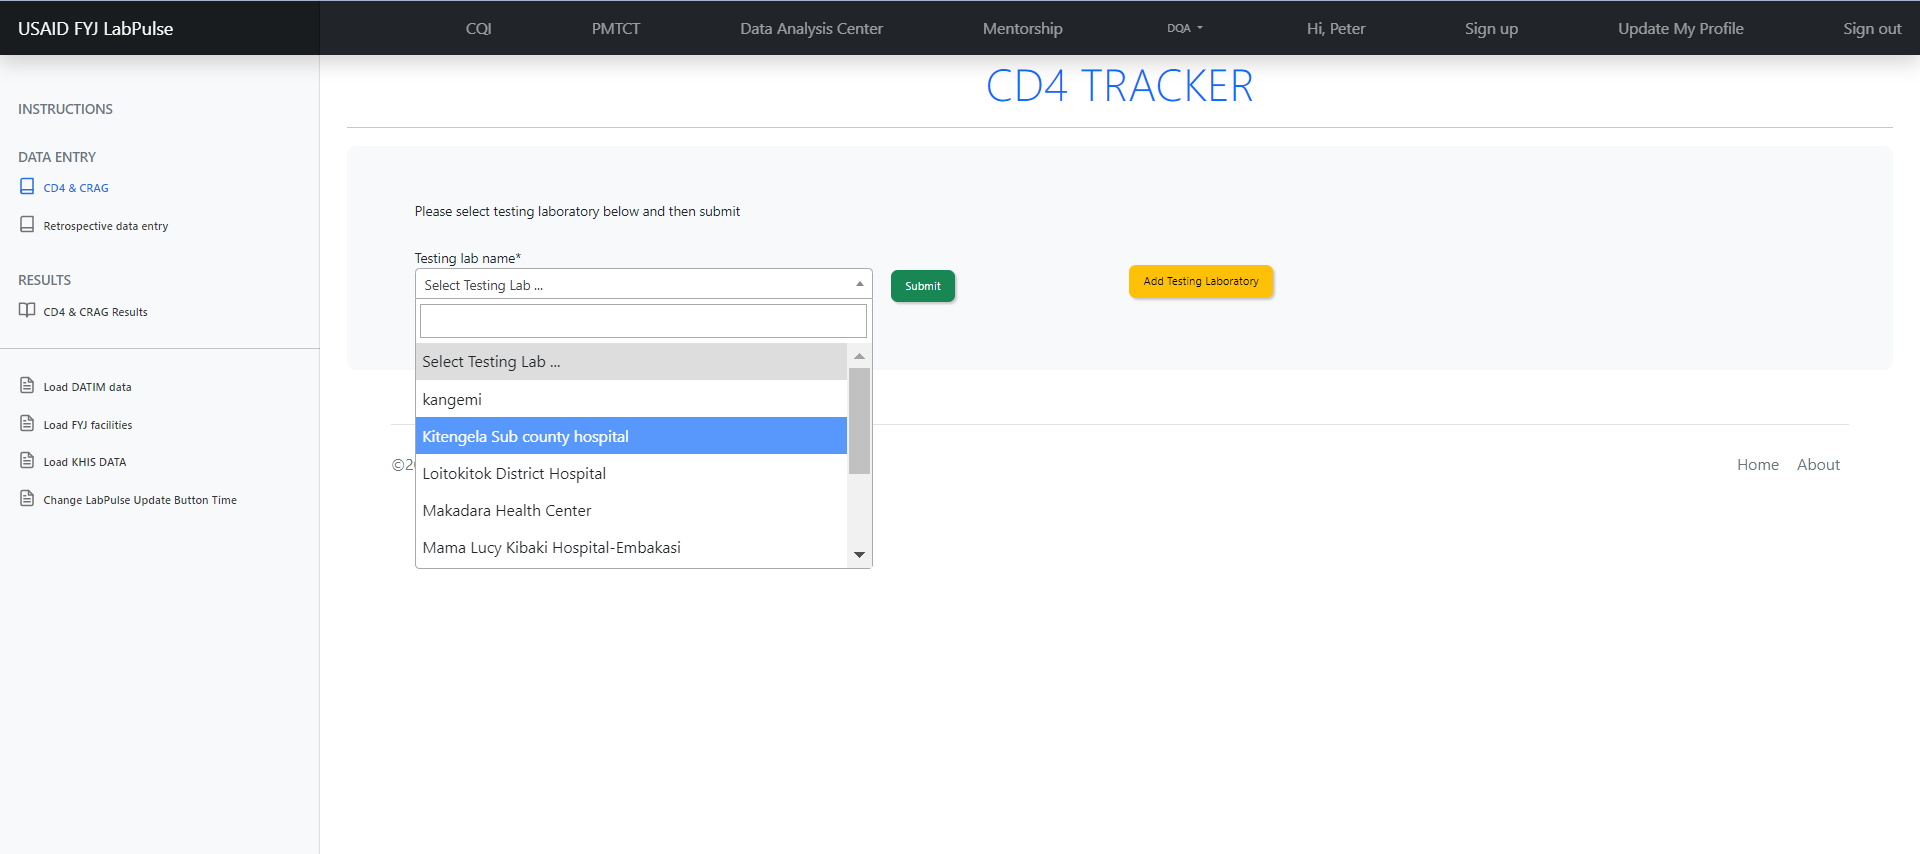 USAID FYJ LabPulse
CQI
PMTCT
Data Analysis Center
Mentorship
DQA
Hi, Peter
Sign up
Update My Profile
Sign out
INSTRUCTIONS
DATA ENTRY
CD4 & CRAG
Retrospective data entry
RESULTS
CD4 & CRAG Results
Load DATIM data
Load FYJ facilities
Load KHIS DATA
Change LabPulse Update Button Time
CD4 TRACKER
Please select testing laboratory below and then submit
Testing lab name*
Select Testing Lab ...
Submit
Add Testing Laboratory
Select Testing Lab ...
kangemi
Kitengela Sub county hospital
Loitokitok District Hospital
Makadara Health Center
Mama Lucy Kibaki Hospital-Embakasi
Home
About